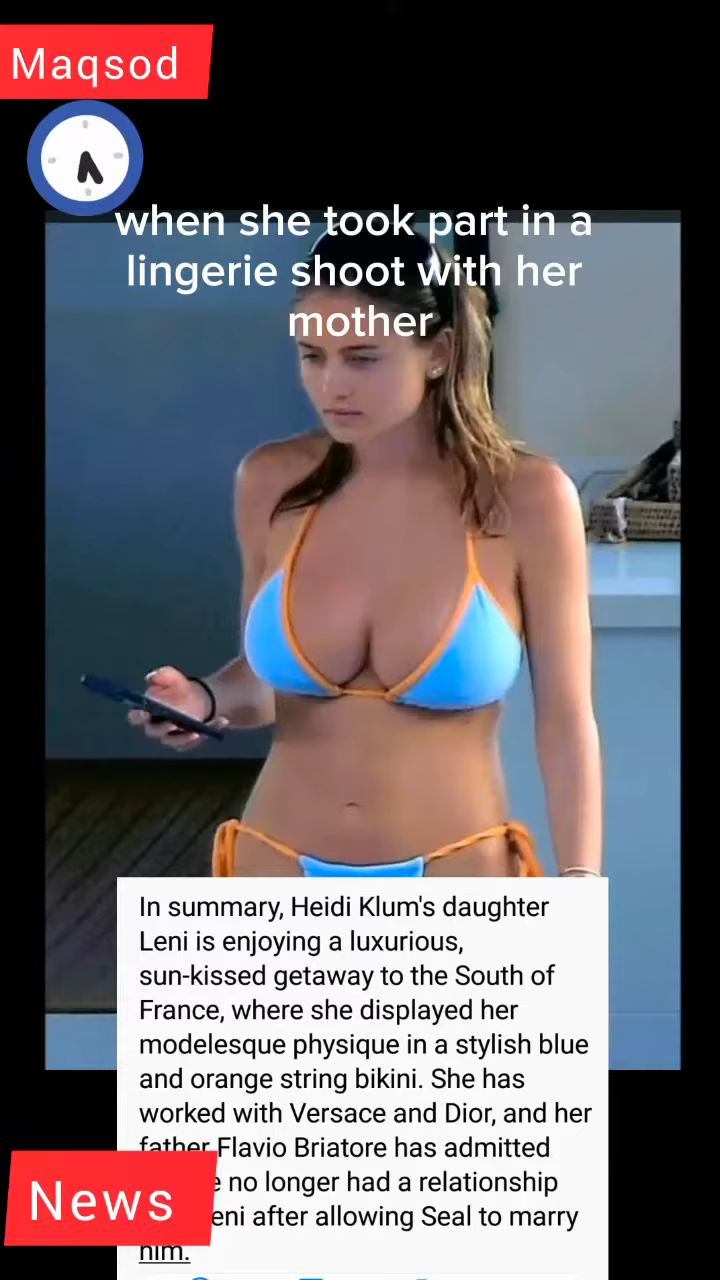 Maqsod
when she took part in a
lingerie shoot with her
mother
In summary, Heidi Klum's daughter
Leni is enjoying a luxurious,
sun-kissed getaway to the South of
France, where she displayed her
modelesque physique in a stylish blue
and orange string bikini. She has
worked with Versace and Dior, and her
father Flavio Briatore has admitted
no longer had a relationship
after allowing Seal to marry
him.
News